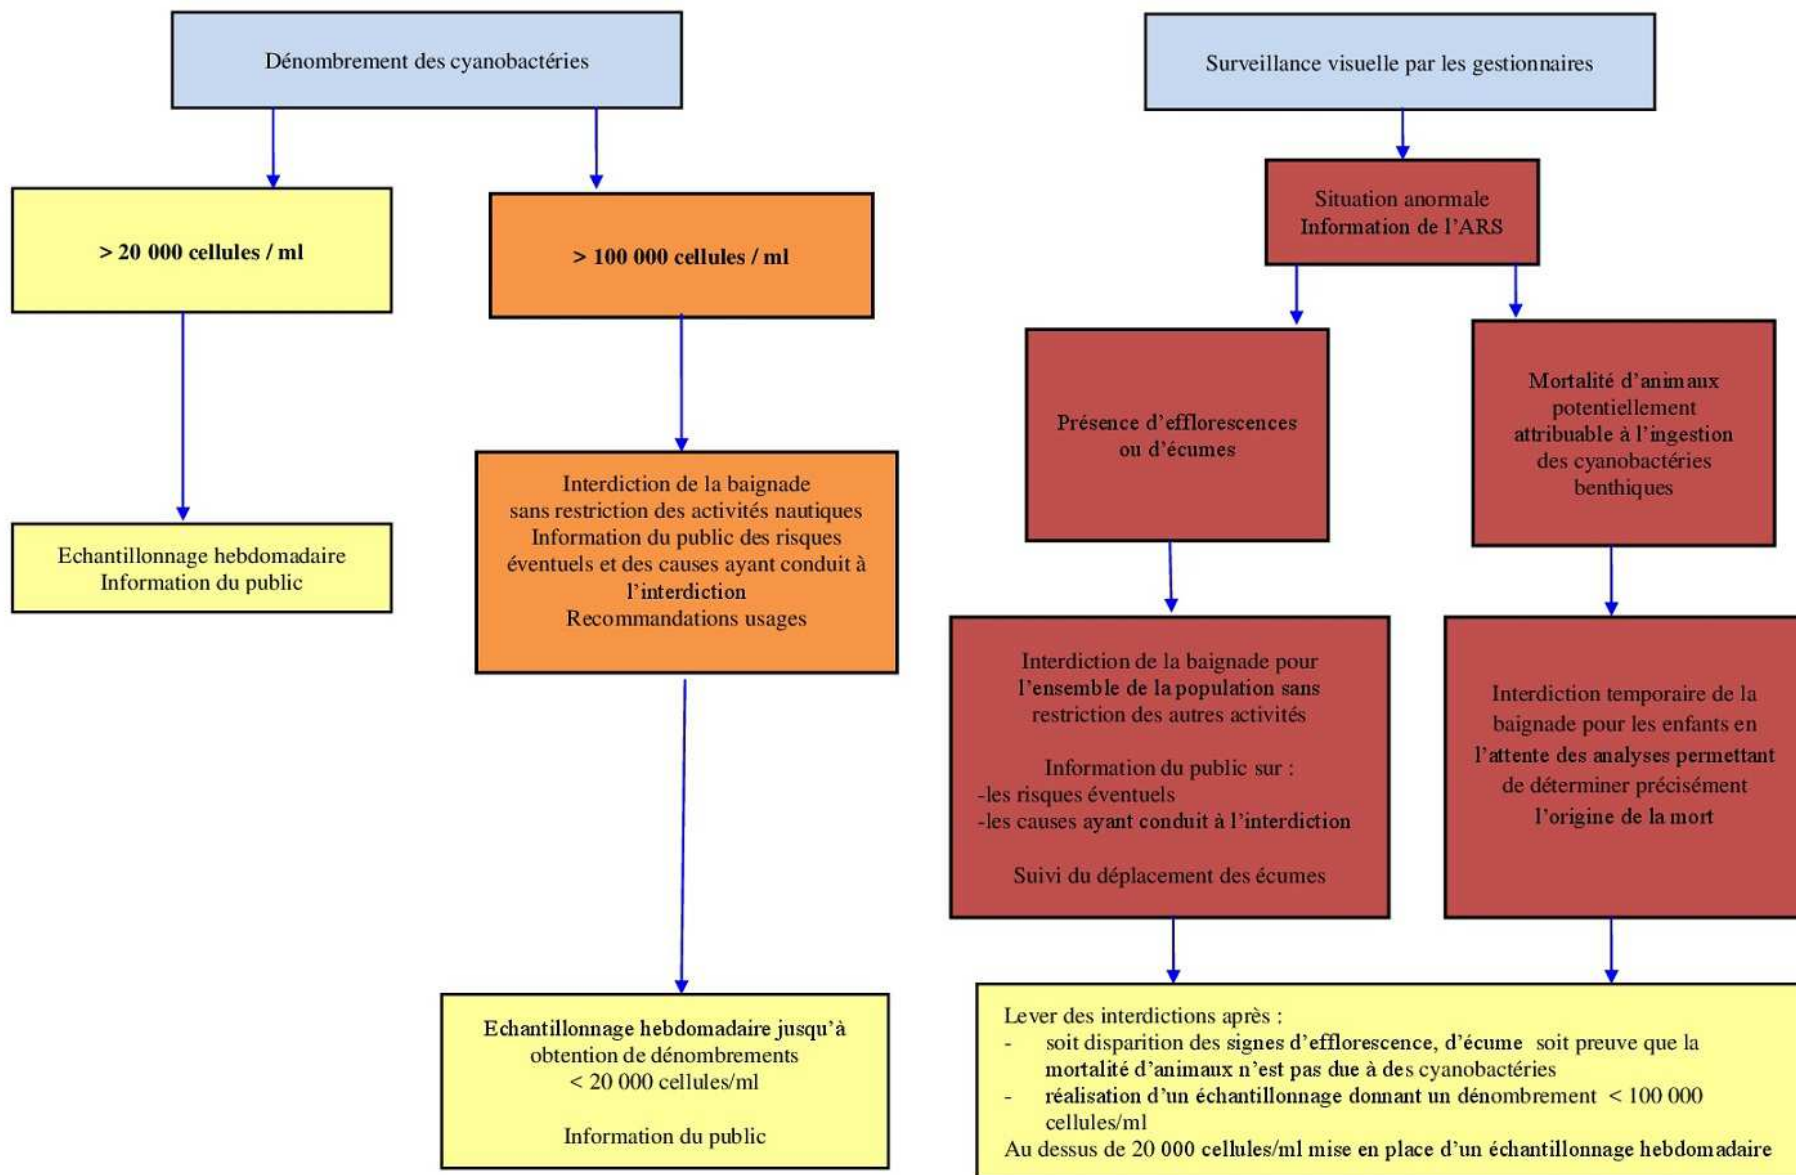 Dénombrement des cyanobactéries
> 20 000 cellules / ml
Echantillonnage hebdomadaire
Information du public
> 100 000 cellules / ml
Interdiction de la baignade
sans restriction des activités nautiques
Information du public des risques
éventuels et des causes ayant conduit à
l'interdiction
Recommandations usages
Echantillonnage hebdomadaire jusqu'à
obtention de dénombrements
< 20 000 cellules/ml
Information du public
Surveillance visuelle par les gestionnaires
Situation anormale
Information de l'ARS
Présence d'efflorescences
ou d'écumes
Interdiction de la baignade pour
l'ensemble de la population sans
restriction des autres activités
Information du public sur :
-les risques éventuels
-les causes ayant conduit à l'interdiction
Suivi du déplacement des écumes
Mortalité d'animaux
potentiellement
attribuable à l'ingestion
des cyanobactéries
benthiques
Interdiction temporaire de la
baignade pour les enfants en
l'attente des analyses permettant
de déterminer précisément
l'origine de la mort
Lever des interdictions après :
- soit disparition des signes d'efflorescence, d'écume soit preuve que la
mortalité d'animaux n'est pas due à des cyanobactéries
- réalisation d'un échantillonnage donnant un dénombrement < 100 000
cellules/ml
Au dessus de 20 000 cellules/ml mise en place d'un échantillonnage hebdomadaire